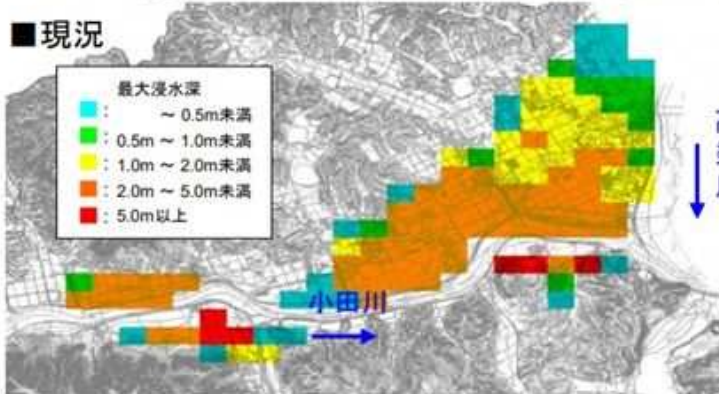 ■現況
最大浸水深
: ～ 0.5m未満
: 0.5m ～ 1.0m未満
: 1.0m ～ 2.0m未満
: 2.0m ～ 5.0m未満
: 5.0m以上
小田川